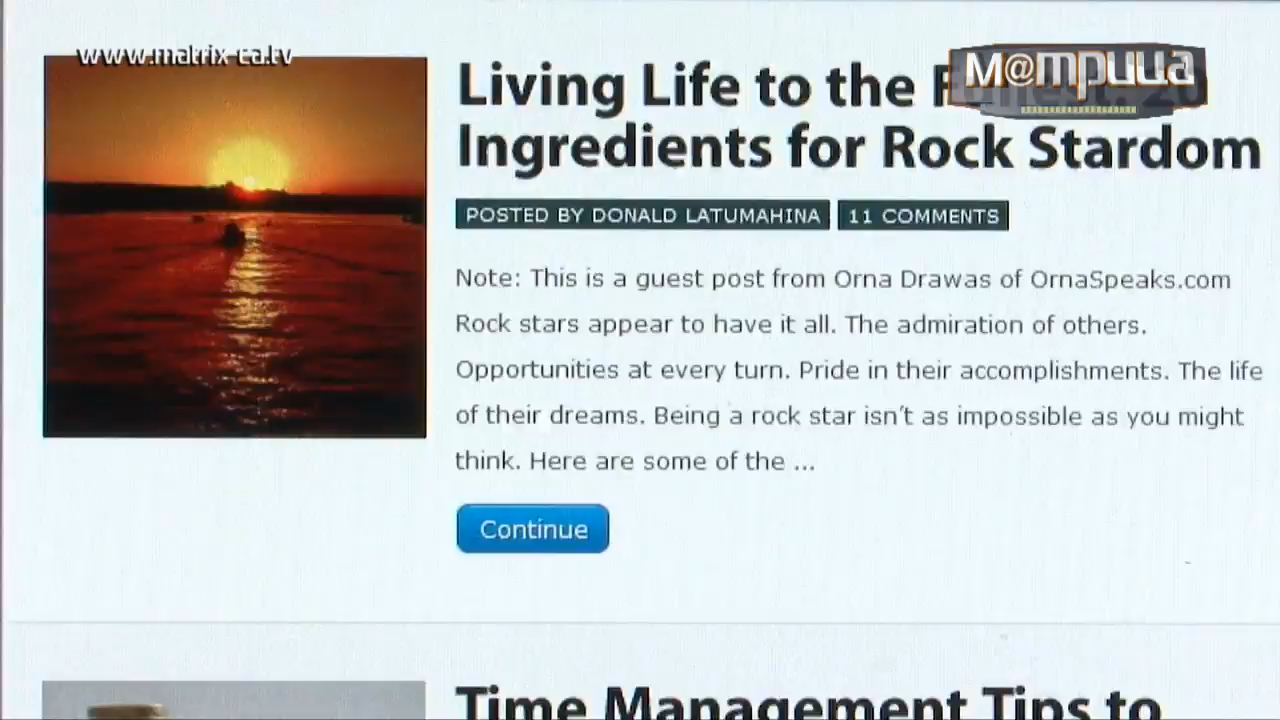 www.matrix-ca.tv
М@трица
Living Life to the
Ingredients for Rock Stardom
POSTED BY DONALD LATUMAHINA
11 COMMENTS
Note: This is a guest post from Orna Drawas of OrnaSpeaks.com
Rock stars appear to have it all. The admiration of others.
Opportunities at every turn. Pride in their accomplishments. The life
of their dreams. Being a rock star isn't as impossible as you might
think. Here are some of the ...
Continue
Time Management Tips to